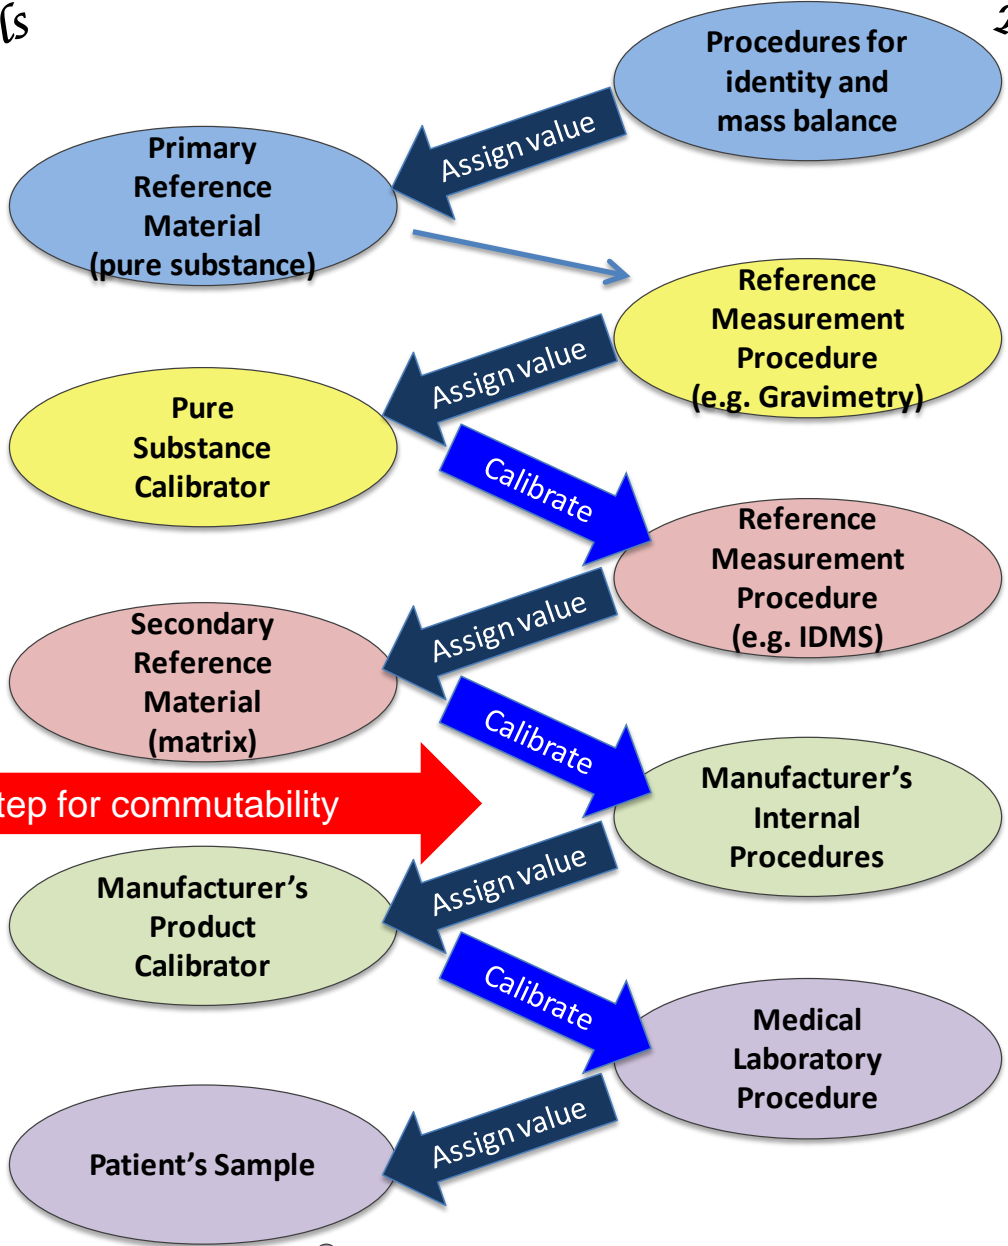 ls
Procedures for
identity and
mass balance
Assign value
Primary
Reference
Material
(pure substance)
Reference
Measurement
Procedure
(e.g. Gravimetry)
Assign value
Pure
Substance
Calibrator
Calibrate
Reference
Measurement
Procedure
(e.g. IDMS)
Assign value
Secondary
Reference
Material
(matrix)
Calibrate
tep for commutability
Manufacturer’s
Internal
Procedures
Assign value
Manufacturer’s
Product
Calibrator
Calibrate
Medical
Laboratory
Procedure
Assign value
Patient’s Sample